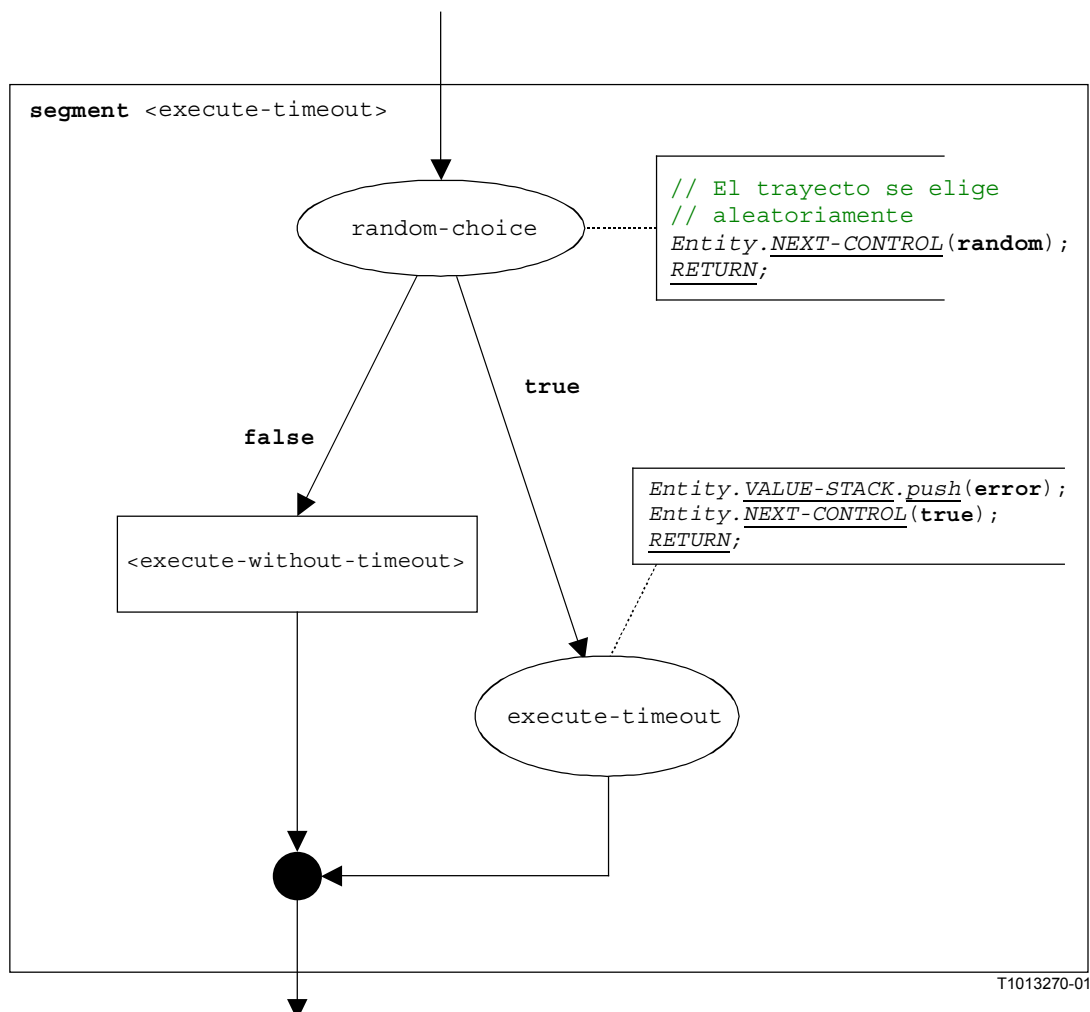 segment <execute-timeout>
random-choice
// El trayecto se elige
// aleatoriamente
Entity.NEXT-CONTROL(random);
RETURN;
true
false
Entity.VALUE-STACK.push(error);
Entity.NEXT-CONTROL(true);
RETURN;
<execute-without-timeout>
execute-timeout
T1013270-01